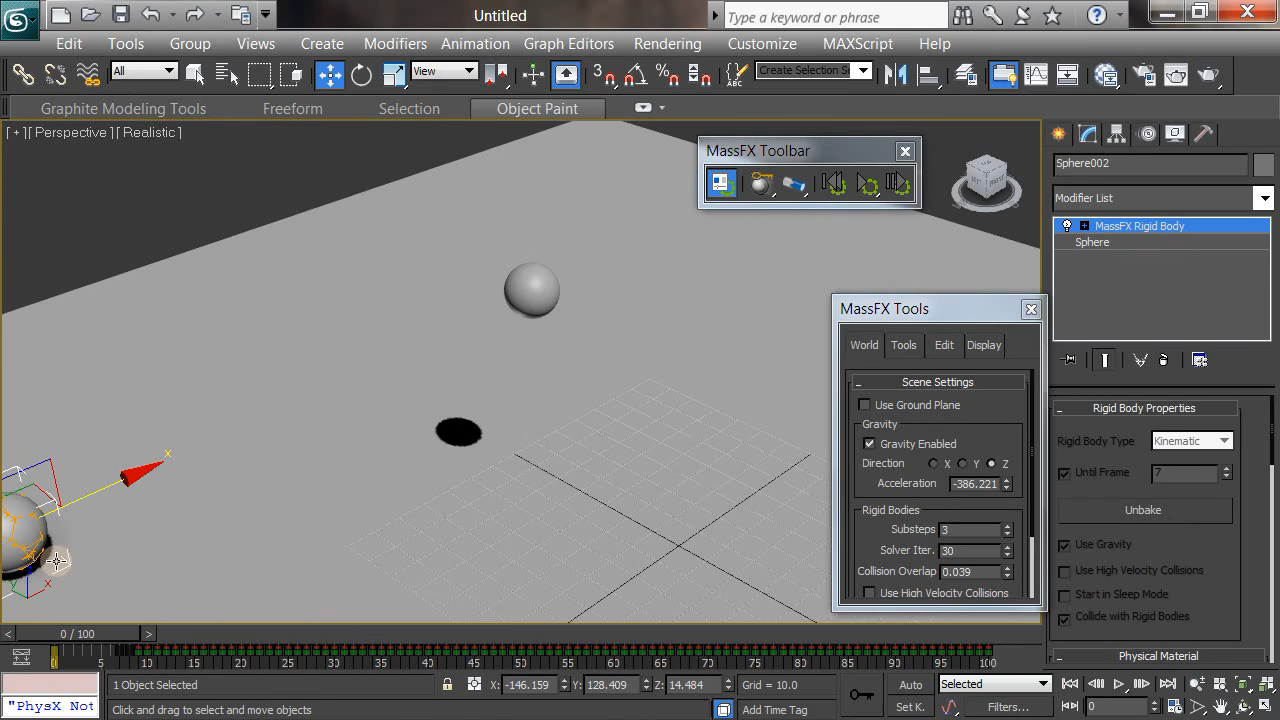 Untitled
Type a keyword or phrase
Edit Tools Group Views Create Modifiers Animation Graph Editors Rendering Customize MAXScript Help
All View 3 Create Selection Se
Graphite Modeling Tools Freeform Selection Object Paint
[ + ][ Perspective ][ Realistic ]
MassFX Toolbar
Sphere002
Modifier List
MassFX Rigid Body
Sphere
MassFX Tools
World Tools Edit Display
Scene Settings
Use Ground Plane
Gravity
Gravity Enabled
Direction X Y Z
Acceleration -386.221
Rigid Bodies
Substeps 3
Solver Iter. 30
Collision Overlap 0.039
Use High Velocity Collisions
Rigid Body Properties
Rigid Body Type Kinematic
Until Frame 7
Unbake
Use Gravity
Use High Velocity Collisions
Start in Sleep Mode
Collide with Rigid Bodies
Physical Material
x
x
0 / 100
0 5 10 15 20 25 30 35 40 45 50 55 60 65 70 75 80 85 90 95 100
1 Object Selected X: -146.159 Y: 128.409 Z: 14.484 Grid = 10.0 Auto Selected
"PhysX Not Click and drag to select and move objects Add Time Tag Set K. Filters... 0